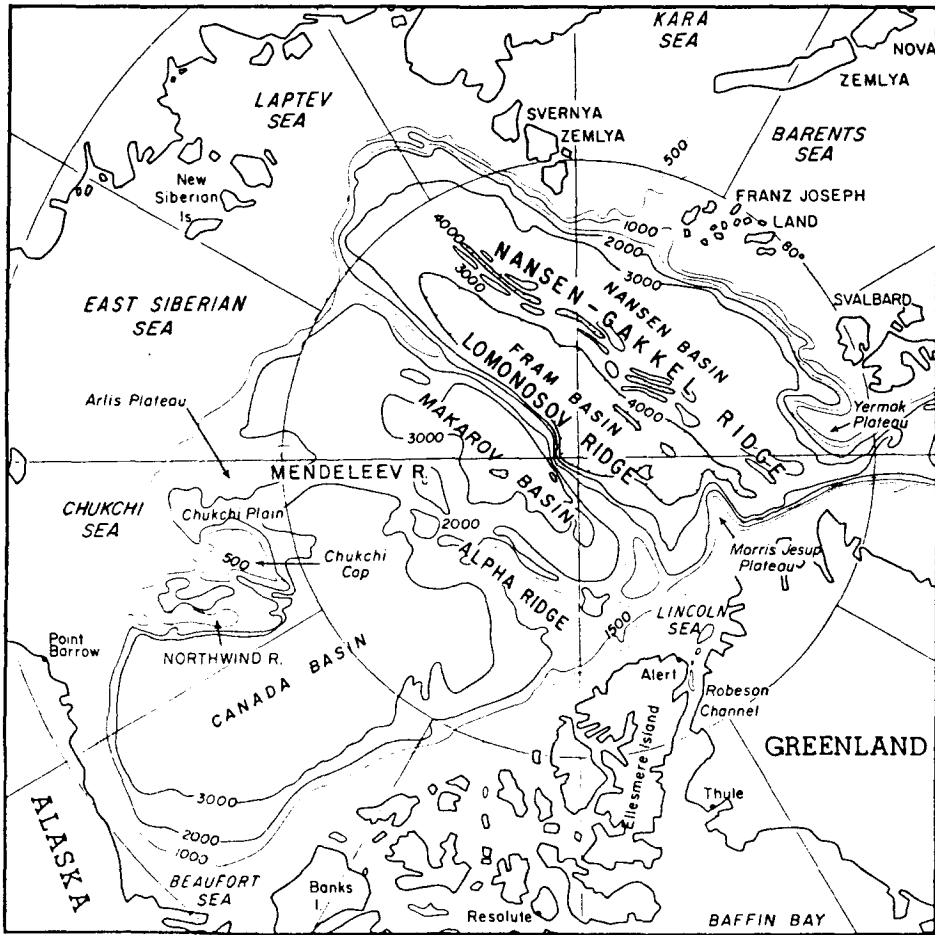 KARA
SEA
NOVA
ZEMLYA
LAPTEV
SEA
SVERNYA
ZEMLYA
BARENTS
SEA
500
New
Siberian
Is.
FRANZ JOSEPH
LAND
80°
1000
2000
3000
4000
3000
NANSEN-GAKKEL RIDGE
NANSEN BASIN
EAST SIBERIAN
SEA
SVALBARD
FRAM BASIN
LOMONOSOV RIDGE
4000
Arlis Plateau
Yermak
Plateau
MAKAROV BASIN
3000
MENDELEEV R.
CHUKCHI
SEA
Chukchi Plain
2000
500
Chukchi
Cap
ALPHA RIDGE
Morris Jesup
Plateau
1500
LINCOLN
SEA
Point
Barrow
NORTHWIND R.
CANADA BASIN
Alert
Robeson
Channel
Ellesmere Island
GREENLAND
Thule
3000
2000
1000
ALASKA
BEAUFORT
SEA
Banks
I.
Resolute
BAFFIN BAY